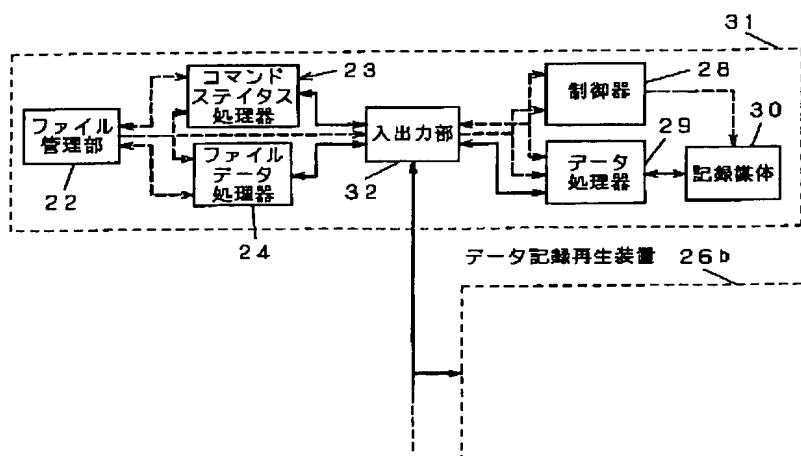 31
コマンド
ステイタス
処理器
23
ファイル
管理部
22
ファイル
データ
処理器
24
入出力部
32
制御器
28
データ
処理器
29
記録媒体
30
データ記録再生装置 26b